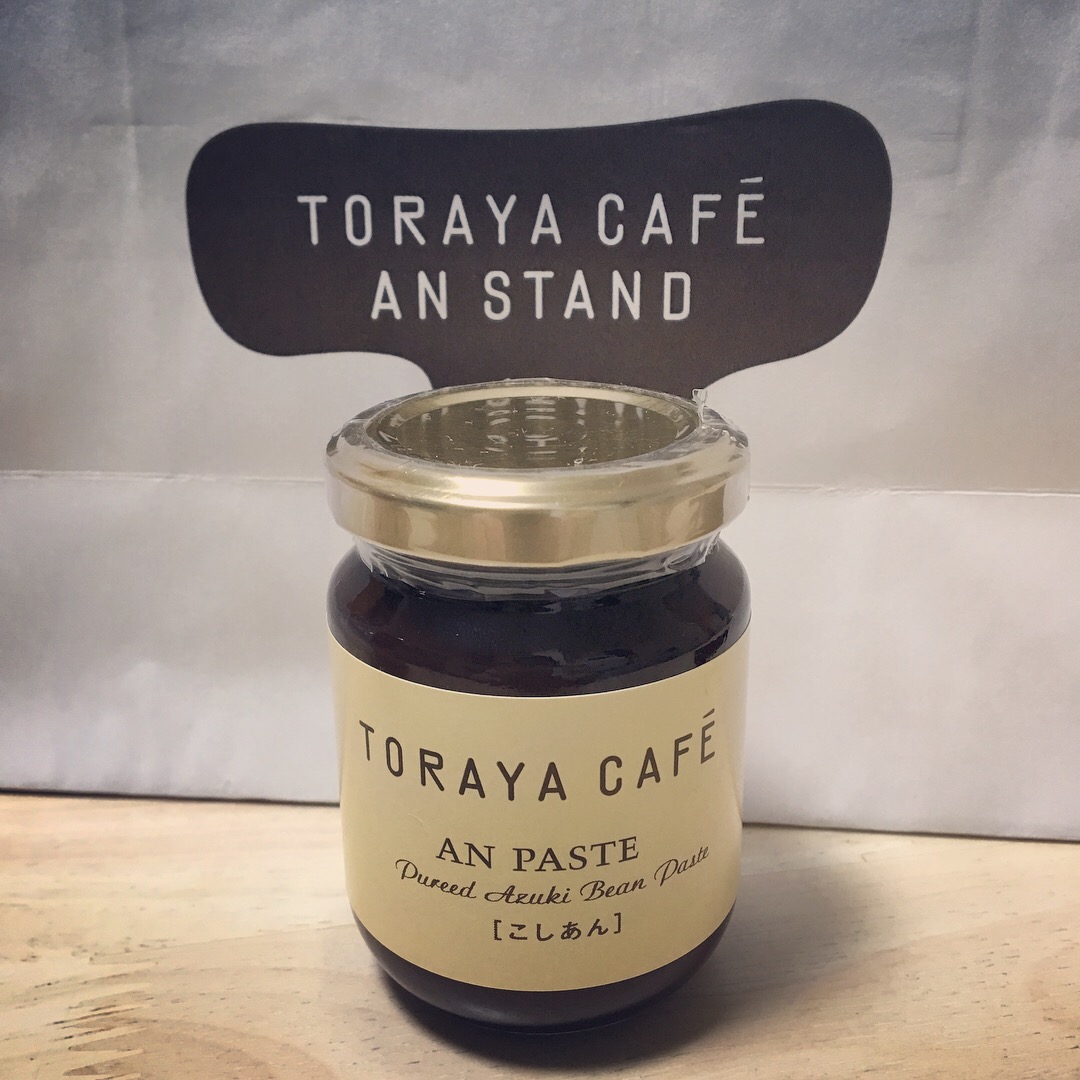 TORAYA CAFÉ
AN STAND
TORAYA CAFÉ
AN PASTE
Pureed Azuki Bean Paste
[こしあん]